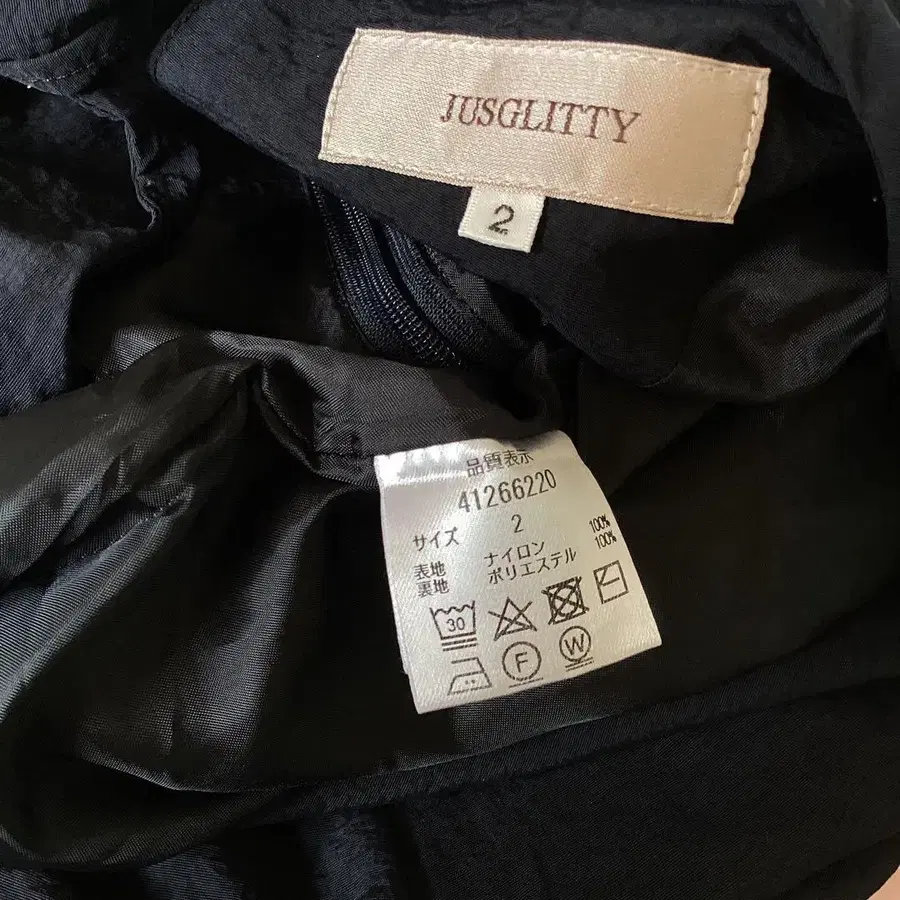 JUSGLITTY
2
品質表示
41266220
サイズ 2
表地 ナイロン 100%
裏地 ポリエステル 100%
30
F W